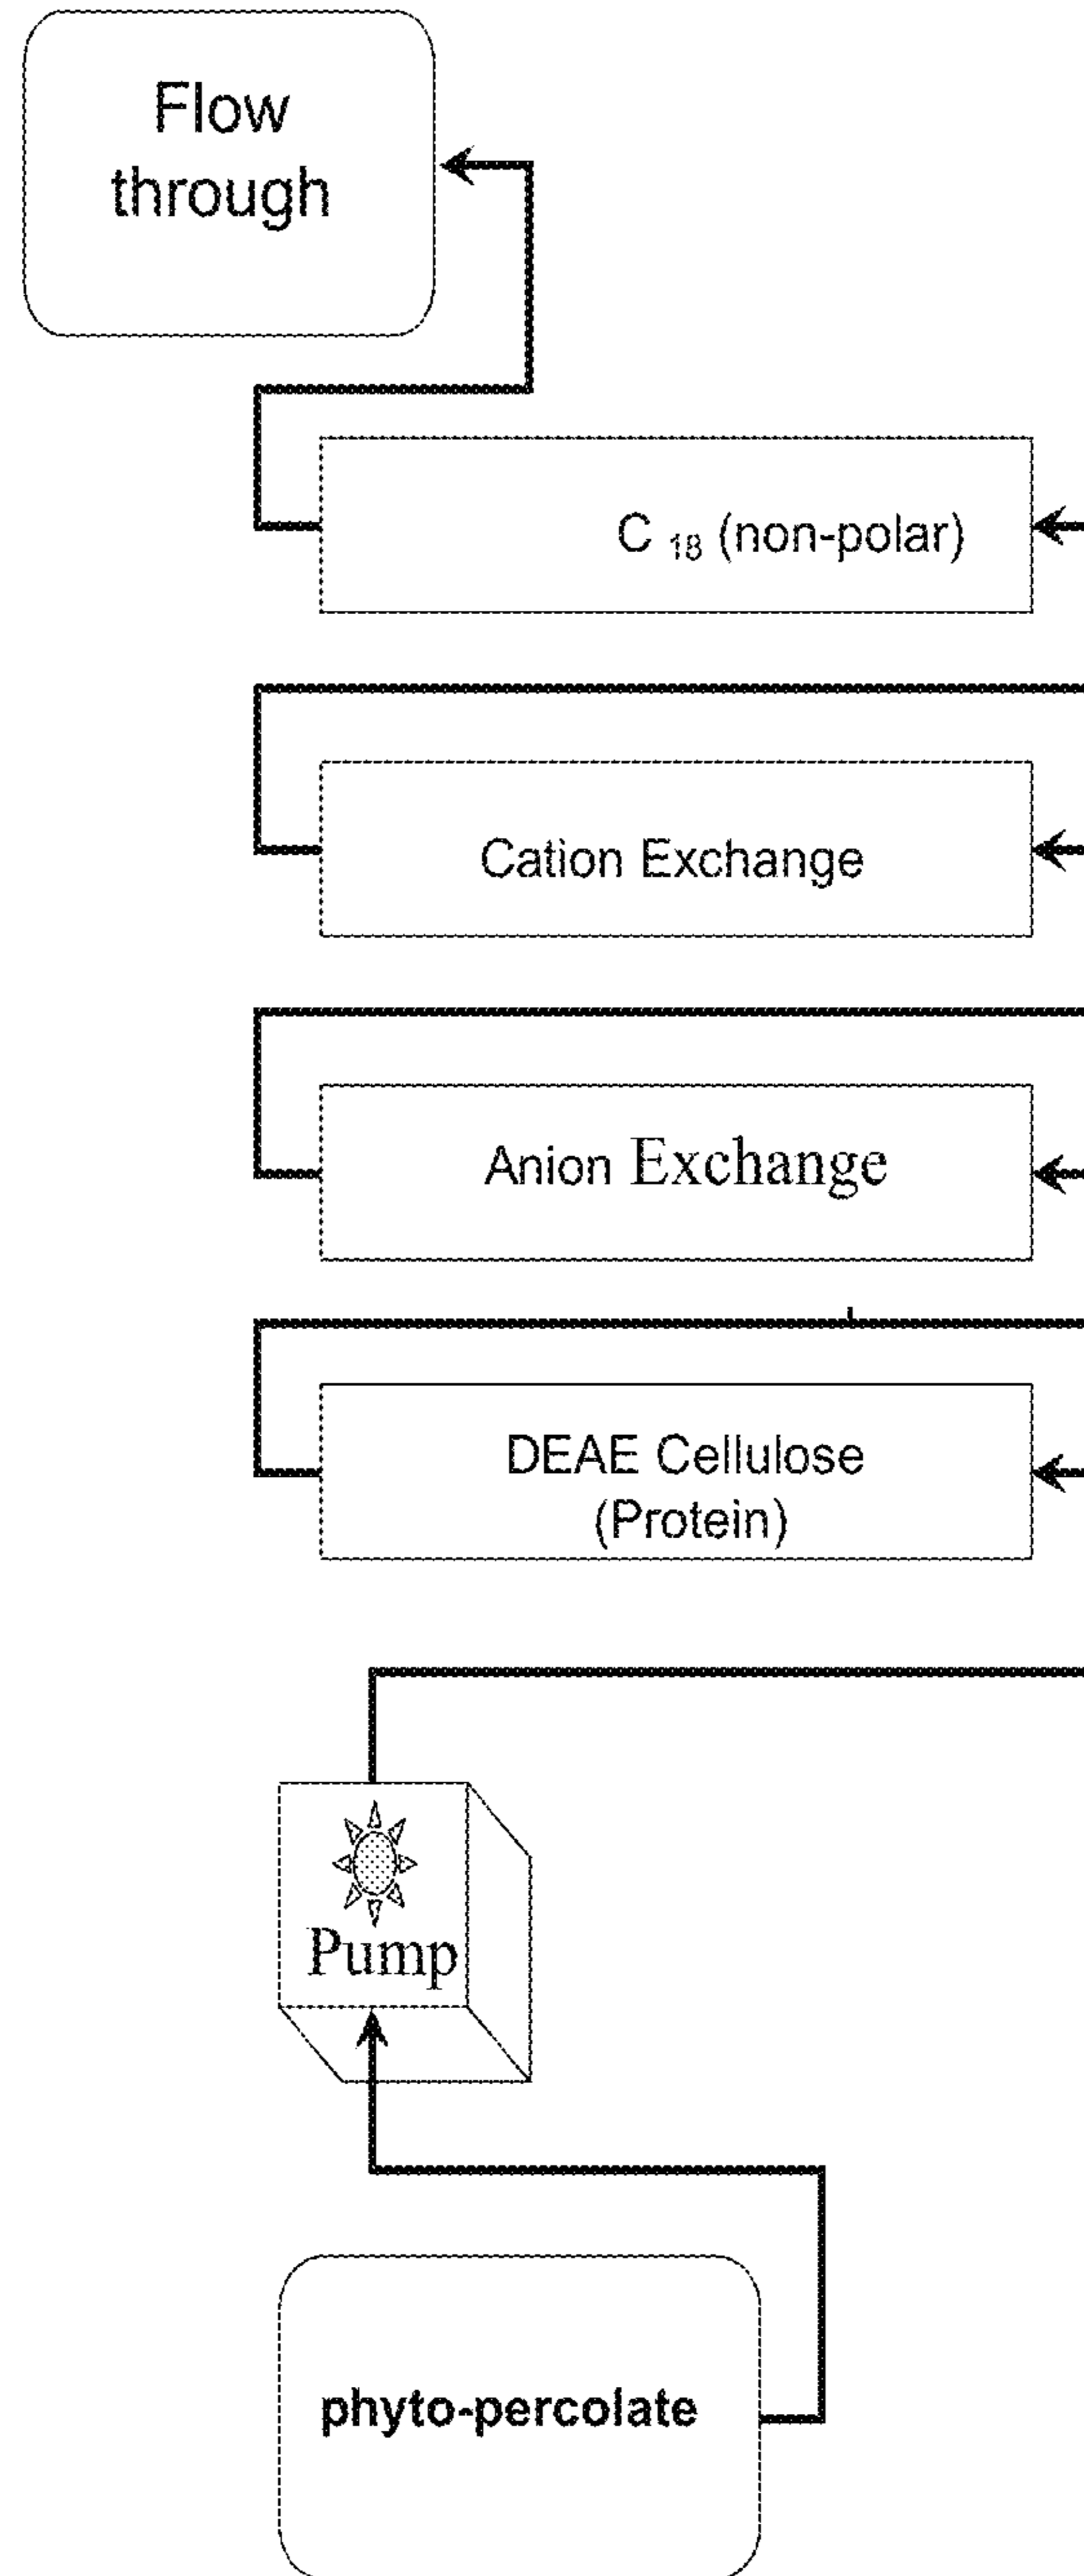 Flow
through
C 18 (non-polar)
Cation Exchange
Anion Exchange
DEAE Cellulose
(Protein)
Pump
phyto-percolate